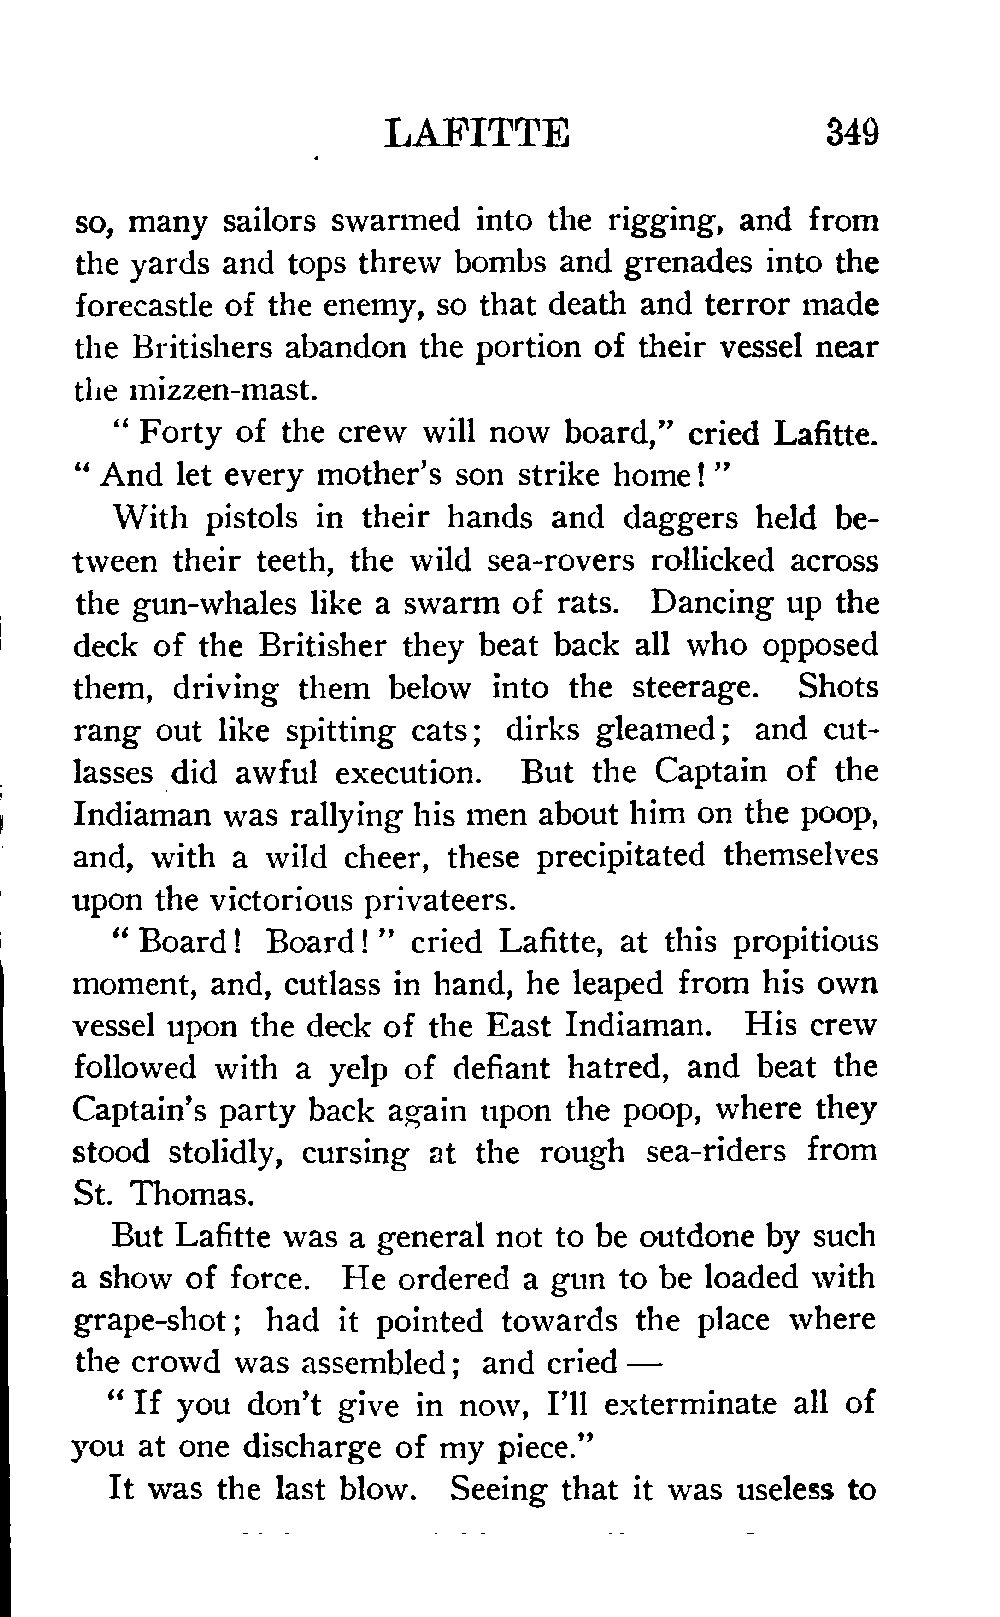 LAFITTE 349
so, many sailors swarmed into the rigging, and from
the yards and tops threw bombs and grenades into the
forecastle of the enemy, so that death and terror made
the Britishers abandon the portion of their vessel near
the mizzen-mast.
“ Forty of the crew will now board,” cried Lafitte.
“ And let every mother’s son strike home! ”
With pistols in their hands and daggers held be-
tween their teeth, the wild sea-rovers rollicked across
the gun-whales like a swarm of rats. Dancing up the
deck of the Britisher they beat back all who opposed
them, driving them below into the steerage. Shots
rang out like spitting cats; dirks gleamed; and cut-
lasses did awful execution. But the Captain of the
Indiaman was rallying his men about him on the poop,
and, with a wild cheer, these precipitated themselves
upon the victorious privateers.
“ Board! Board! ” cried Lafitte, at this propitious
moment, and, cutlass in hand, he leaped from his own
vessel upon the deck of the East Indiaman. His crew
followed with a yelp of defiant hatred, and beat the
Captain’s party back again upon the poop, where they
stood stolidly, cursing at the rough sea-riders from
St. Thomas.
But Lafitte was a general not to be outdone by such
a show of force. He ordered a gun to be loaded with
grape-shot; had it pointed towards the place where
the crowd was assembled; and cried —
“ If you don’t give in now, I’ll exterminate all of
you at one discharge of my piece.”
It was the last blow. Seeing that it was useless to